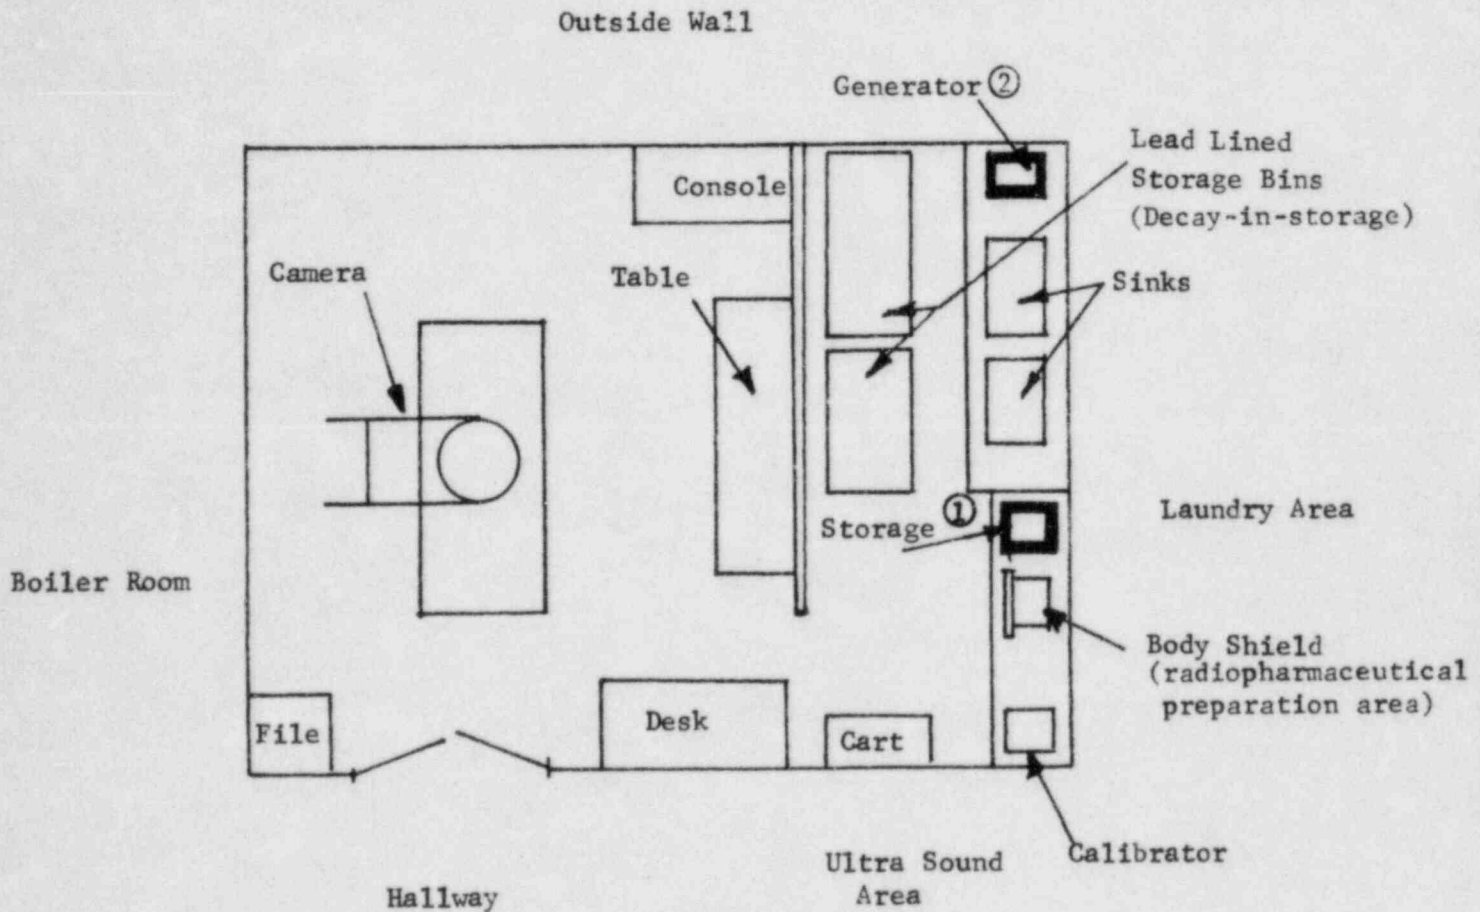 Outside Wall
Generator ②
Lead Lined
Storage Bins
(Decay-in-storage)
Console
Camera
Table
Sinks
Storage ①
Laundry Area
Boiler Room
Body Shield
(radiopharmaceutical
preparation area)
File
Desk
Cart
Calibrator
Ultra Sound
Area
Hallway